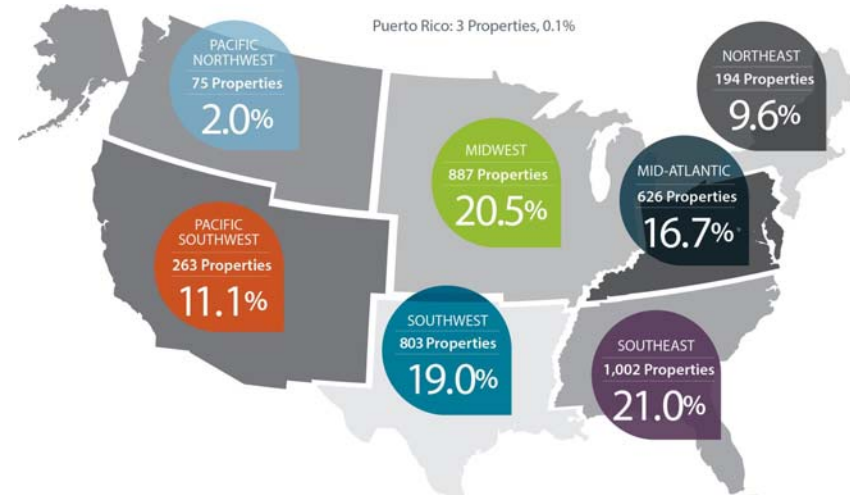 Puerto Rico: 3 Properties, 0.1%
PACIFIC
NORTHWEST
75 Properties
2.0%
NORTHEAST
194 Properties
9.6%
MIDWEST
887 Properties
20.5%
MID-ATLANTIC
626 Properties
16.7%
PACIFIC
SOUTHWEST
263 Properties
11.1%
SOUTHWEST
803 Properties
19.0%
SOUTHEAST
1,002 Properties
21.0%